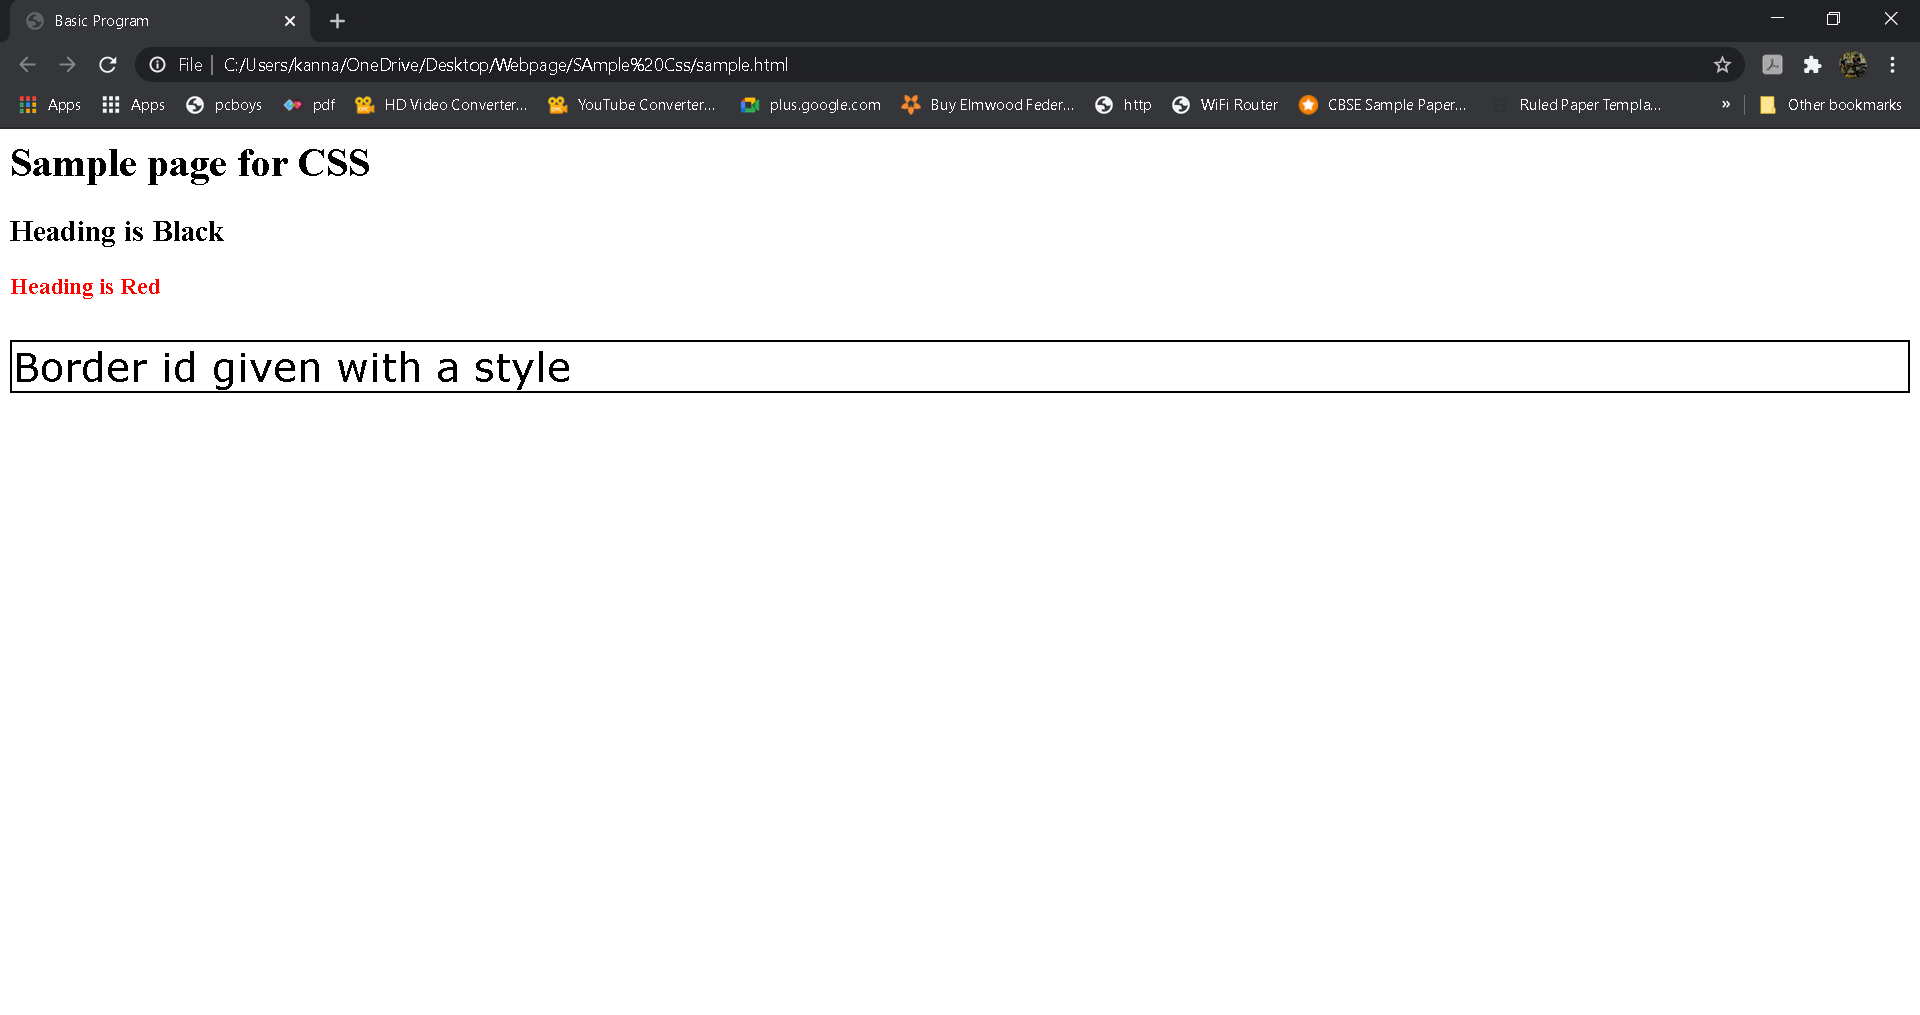 Basic Program
File | C:/Users/kanna/OneDrive/Desktop/Webpage/SAmple%20Css/sample.html
Apps Apps pcboys pdf HD Video Converter... YouTube Converter... plus.google.com Buy Elmwood Feder... http WiFi Router CBSE Sample Paper... Ruled Paper Templa... » Other bookmarks
Sample page for CSS
Heading is Black
Heading is Red
Border id given with a style